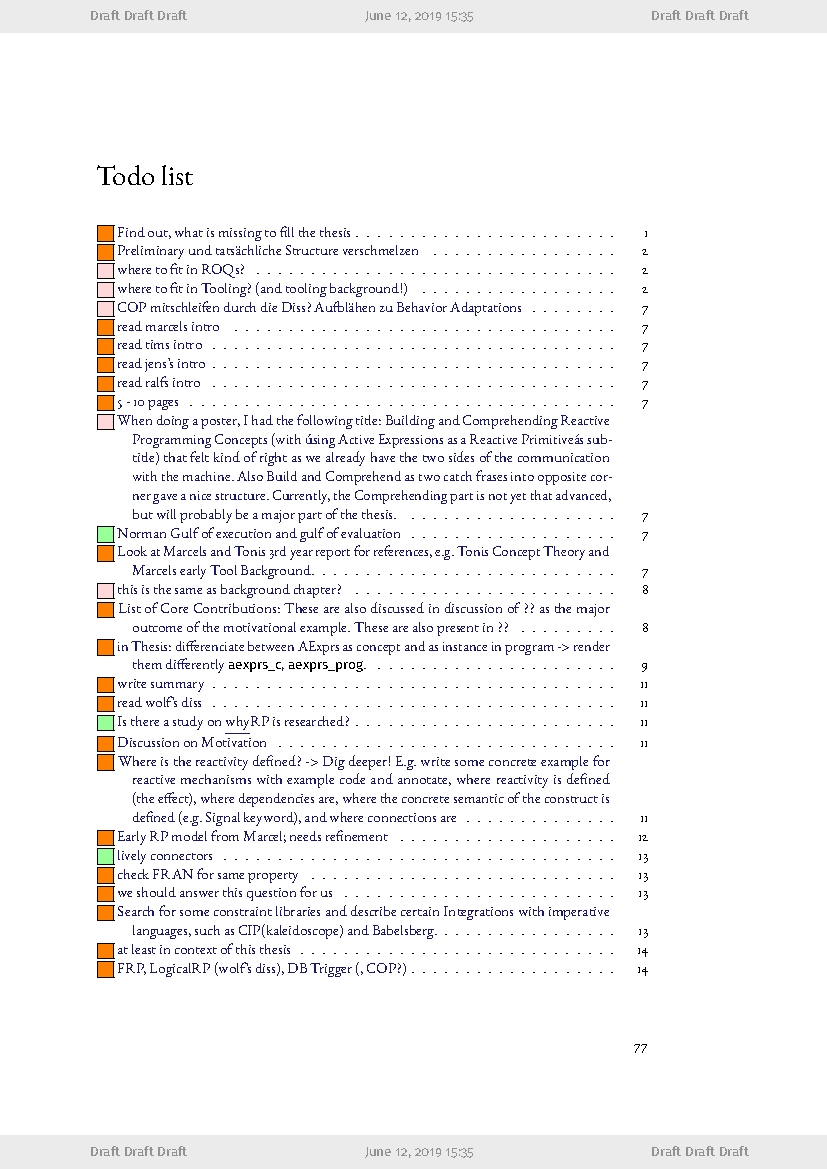 Draft Draft Draft June 12, 2019 15:35 Draft Draft Draft
Todo list
Find out, what is missing to fill the thesis . . . . . . . . . . . . . . . . . . . . . . . . 1
Preliminary und tatsächliche Structure verschmelzen . . . . . . . . . . . . . . . . . 2
where to fit in ROQs? . . . . . . . . . . . . . . . . . . . . . . . . . . . . . . . . . 2
where to fit in Tooling? (and tooling background!) . . . . . . . . . . . . . . . . . . 2
COP mitschleifen durch die Diss? Aufblähen zu Behavior Adaptations . . . . . . . . 7
read marcels intro . . . . . . . . . . . . . . . . . . . . . . . . . . . . . . . . . . . 7
read tims intro . . . . . . . . . . . . . . . . . . . . . . . . . . . . . . . . . . . . . 7
read jens's intro . . . . . . . . . . . . . . . . . . . . . . . . . . . . . . . . . . . . . 7
read ralfs intro . . . . . . . . . . . . . . . . . . . . . . . . . . . . . . . . . . . . . 7
5 - 10 pages . . . . . . . . . . . . . . . . . . . . . . . . . . . . . . . . . . . . . . . 7
When doing a poster, I had the following title: Building and Comprehending Reactive
Programming Concepts (with úsing Active Expressions as a Reactive Primitiveás sub-
title) that felt kind of right as we already have the two sides of the communication
with the machine. Also Build and Comprehend as two catch frases into opposite cor-
ner gave a nice structure. Currently, the Comprehending part is not yet that advanced,
but will probably be a major part of the thesis. . . . . . . . . . . . . . . . . . . . 7
Norman Gulf of execution and gulf of evaluation . . . . . . . . . . . . . . . . . . . 7
Look at Marcels and Tonis 3rd year report for references, e.g. Tonis Concept Theory and
Marcels early Tool Background. . . . . . . . . . . . . . . . . . . . . . . . . . . . 7
this is the same as background chapter? . . . . . . . . . . . . . . . . . . . . . . . . 8
List of Core Contributions: These are also discussed in discussion of ?? as the major
outcome of the motivational example. These are also present in ?? . . . . . . . . . 8
in Thesis: differenciate between AExprs as concept and as instance in program -> render
them differently aexprs_c, aexprs_prog. . . . . . . . . . . . . . . . . . . . . . . . 9
write summary . . . . . . . . . . . . . . . . . . . . . . . . . . . . . . . . . . . . . 11
read wolf's diss . . . . . . . . . . . . . . . . . . . . . . . . . . . . . . . . . . . . . 11
Is there a study on whyRP is researched? . . . . . . . . . . . . . . . . . . . . . . . . 11
Discussion on Motivation . . . . . . . . . . . . . . . . . . . . . . . . . . . . . . . 11
Where is the reactivity defined? -> Dig deeper! E.g. write some concrete example for
reactive mechanisms with example code and annotate, where reactivity is defined
(the effect), where dependencies are, where the concrete semantic of the construct is
defined (e.g. Signal keyword), and where connections are . . . . . . . . . . . . . . 11
Early RP model from Marcel; needs refinement . . . . . . . . . . . . . . . . . . . . 12
lively connectors . . . . . . . . . . . . . . . . . . . . . . . . . . . . . . . . . . . . 13
check FRAN for same property . . . . . . . . . . . . . . . . . . . . . . . . . . . . 13
we should answer this question for us . . . . . . . . . . . . . . . . . . . . . . . . . 13
Search for some constraint libraries and describe certain Integrations with imperative
languages, such as CIP(kaleidoscope) and Babelsberg. . . . . . . . . . . . . . . . . 13
at least in context of this thesis . . . . . . . . . . . . . . . . . . . . . . . . . . . . . 14
FRP, LogicalRP (wolf's diss), DB Trigger (, COP?) . . . . . . . . . . . . . . . . . . . 14
77
Draft Draft Draft June 12, 2019 15:35 Draft Draft Draft